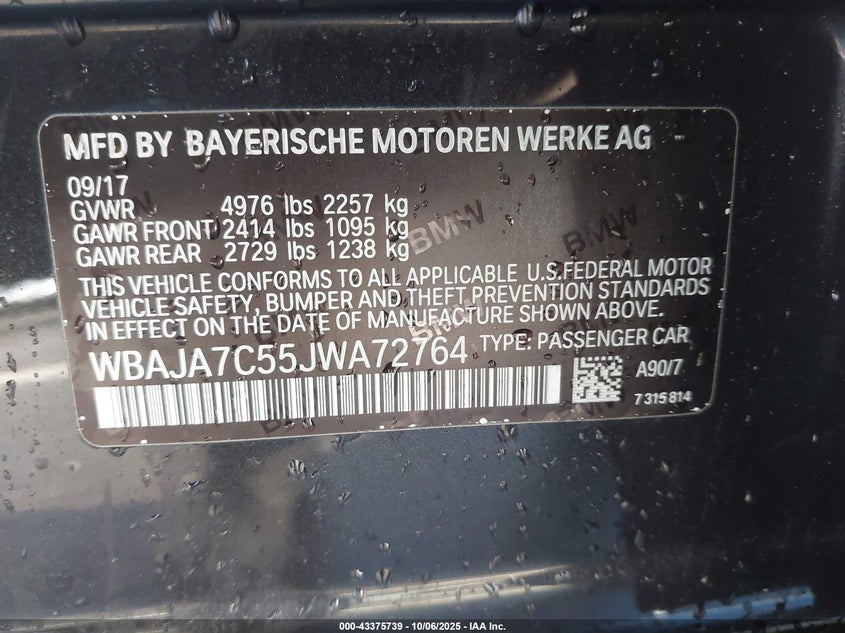 MFD BY BAYERISCHE MOTOREN WERKE AG
09/17
GVWR 4976 lbs 2257 kg
GAWR FRONT 2414 lbs 1095 kg
GAWR REAR 2729 lbs 1238 kg
THIS VEHICLE CONFORMS TO ALL APPLICABLE U.S.FEDERAL MOTOR
VEHICLE SAFETY, BUMPER AND THEFT PREVENTION STANDARDS
IN EFFECT ON THE DATE OF MANUFACTURE SHOWN ABOVE.
WBAJA7C55JWA72764 TYPE: PASSENGER CAR
A90/7
7315814
000-43375739 - 10/06/2025 - IAA Inc.